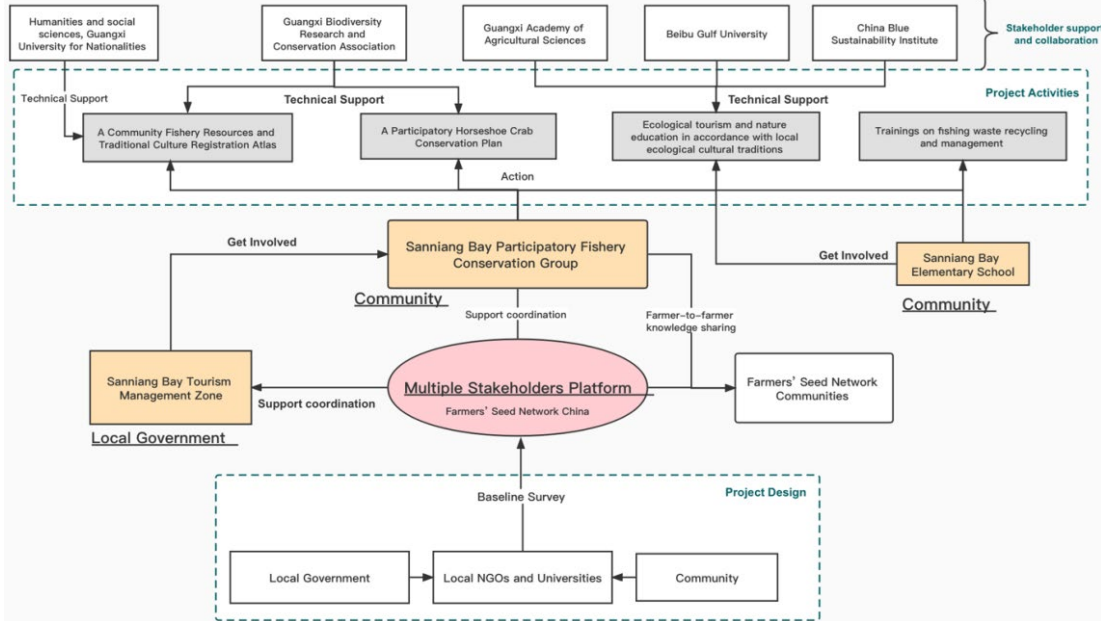 Humanities and social
sciences, Guangxi
University for Nationalities
Guangxi Biodiversity
Research and
Conservation Association
Guangxi Academy of
Agricultural Sciences
Beibu Gulf University
China Blue
Sustainability Institute
Stakeholder support
and collaboration
Project Activities
Technical Support
Technical Support
Technical Support
A Community Fishery Resources and
Traditional Culture Registration Atlas
A Participatory Horseshoe Crab
Conservation Plan
Ecological tourism and nature
education in accordance with local
ecological cultural traditions
Trainings on fishing waste recycling
and management
Action
Get Involved
Sanniang Bay Participatory Fishery
Conservation Group
Community
Get Involved
Sanniang Bay
Elementary School
Community
Support coordination
Farmer-to-farmer
knowledge sharing
Sanniang Bay Tourism
Management Zone
Local Government
Support coordination
Multiple Stakeholders Platform
Farmers' Seed Network China
Farmers' Seed Network
Communities
Project Design
Baseline Survey
Local Government
Local NGOs and Universities
Community